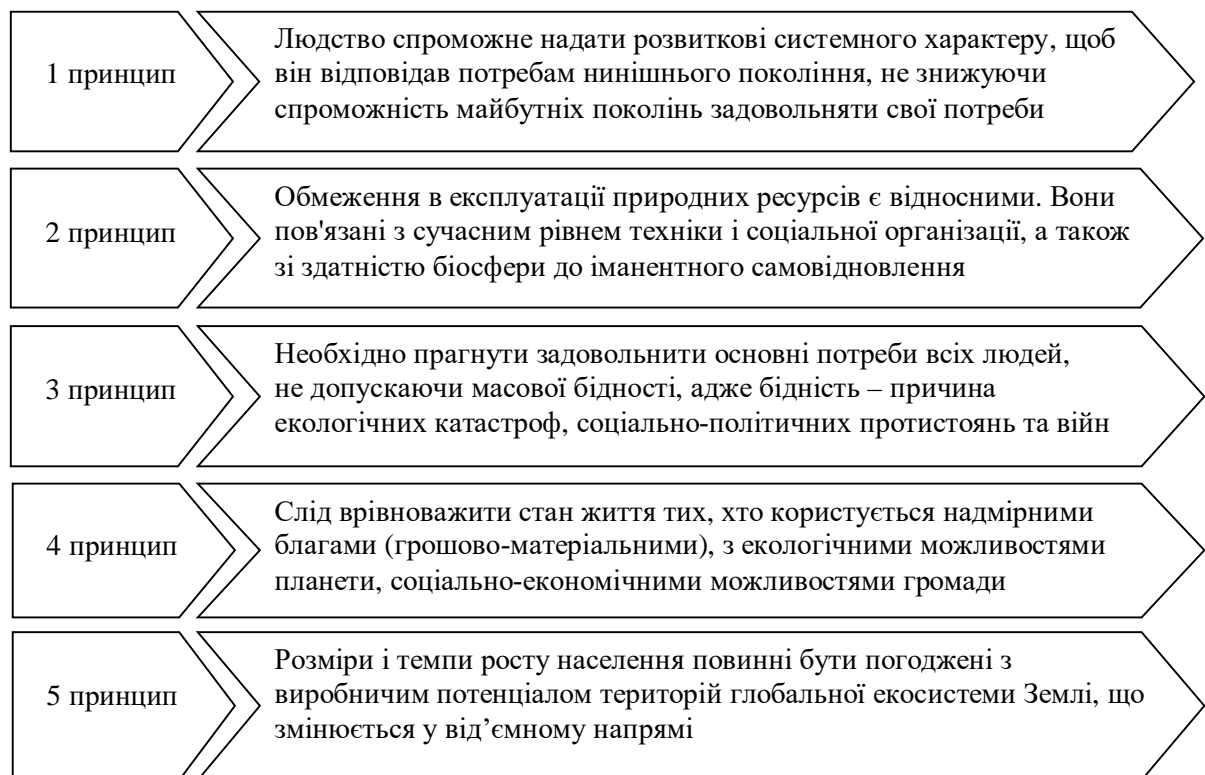 1 принцип
Людство спроможне надати розвиткові системного характеру, щоб
він відповідав потребам нинішнього покоління, не знижуючи
спроможність майбутніх поколінь задовольняти свої потреби
2 принцип
Обмеження в експлуатації природних ресурсів є відносними. Вони
пов'язані з сучасним рівнем техніки і соціальної організації, а також
зі здатністю біосфери до іманентного самовідновлення
3 принцип
Необхідно прагнути задовольнити основні потреби всіх людей,
не допускаючи масової бідності, адже бідність – причина
екологічних катастроф, соціально-політичних протистоянь та війн
4 принцип
Слід врівноважити стан життя тих, хто користується надмірними
благами (грошово-матеріальними), з екологічними можливостями
планети, соціально-економічними можливостями громади
5 принцип
Розміри і темпи росту населення повинні бути погоджені з
виробничим потенціалом територій глобальної екосистеми Землі, що
змінюється у від’ємному напрямі